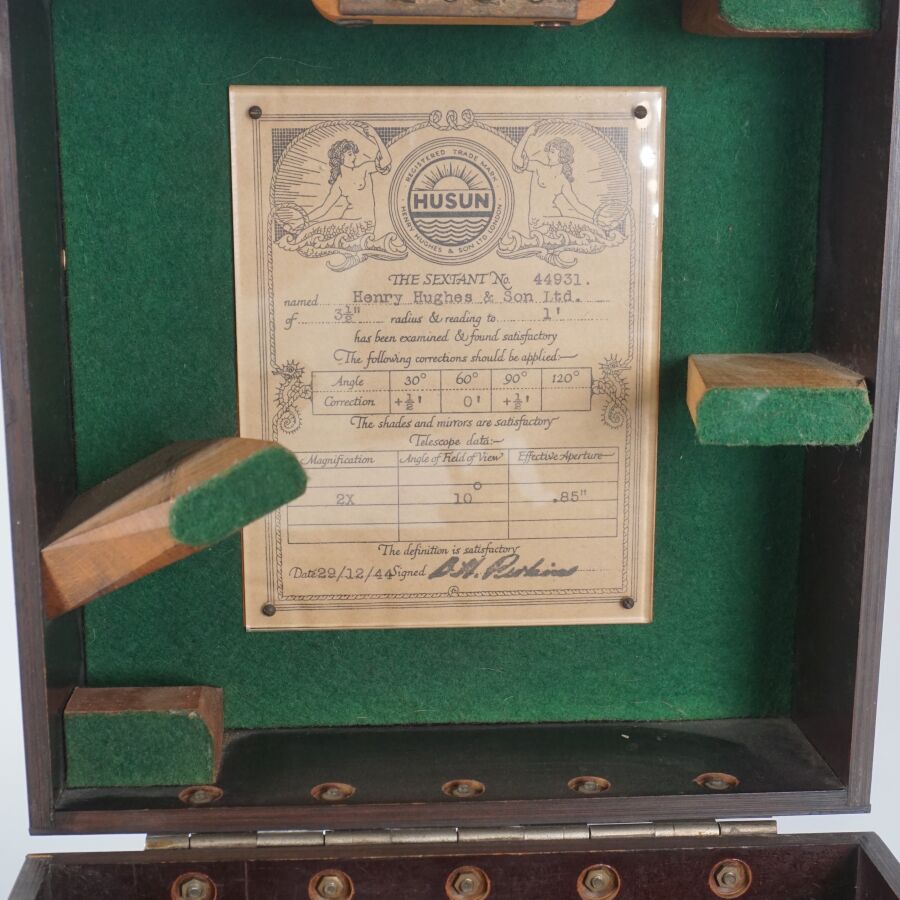 REGISTERED TRADE MARK
HUSUN
HENRY HUGHES & SON LTD LONDON
THE SEXTANT No. 44931.
named Henry Hughes & Son Ltd.
of 3½" radius & reading to 1'
has been examined & found satisfactory
The following corrections should be applied:—
Angle 30° 60° 90° 120°
Correction +½' 0' +½'
The shades and mirrors are satisfactory
Telescope data:—
Magnification Angle of Field of View Effective Aperture
2X 10° .85"
The definition is satisfactory
Date 29/12/44 Signed